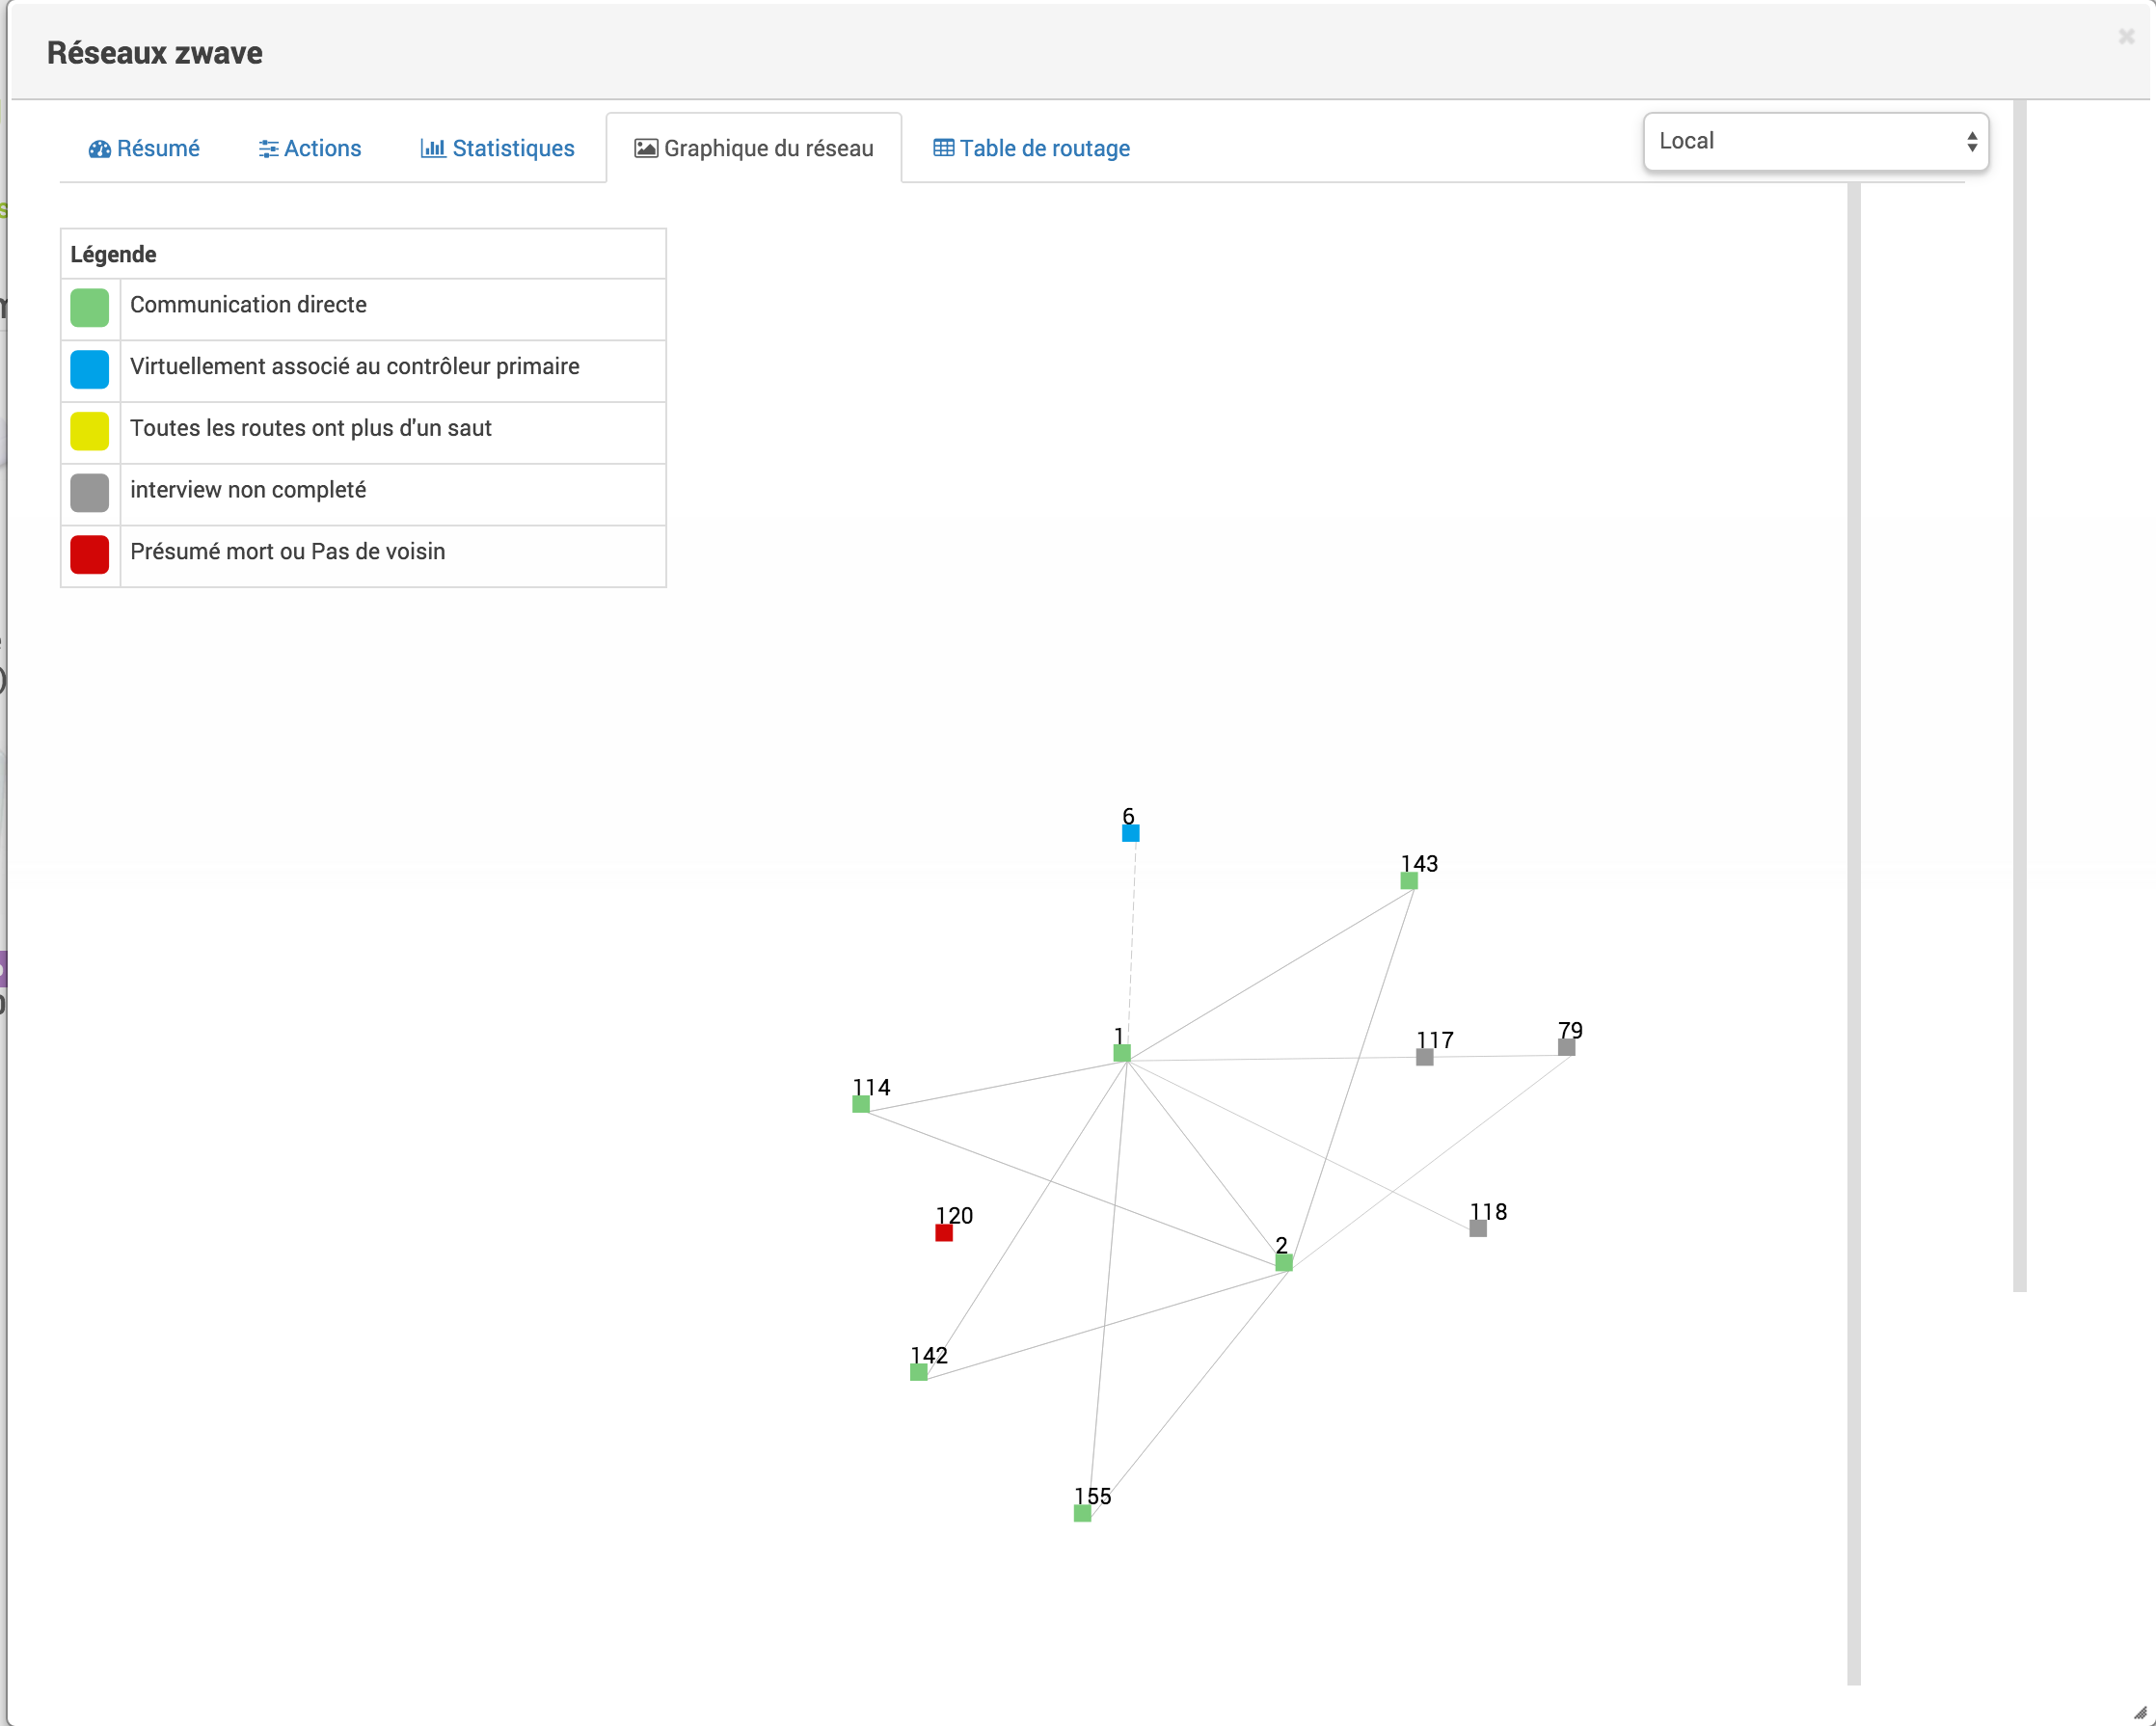 Réseaux zwave
Résumé
Actions
Statistiques
Graphique du réseau
Table de routage
Local
Légende
Communication directe
Virtuellement associé au contrôleur primaire
Toutes les routes ont plus d'un saut
interview non completé
Présumé mort ou Pas de voisin
6
143
1
117
79
114
120
118
2
142
155